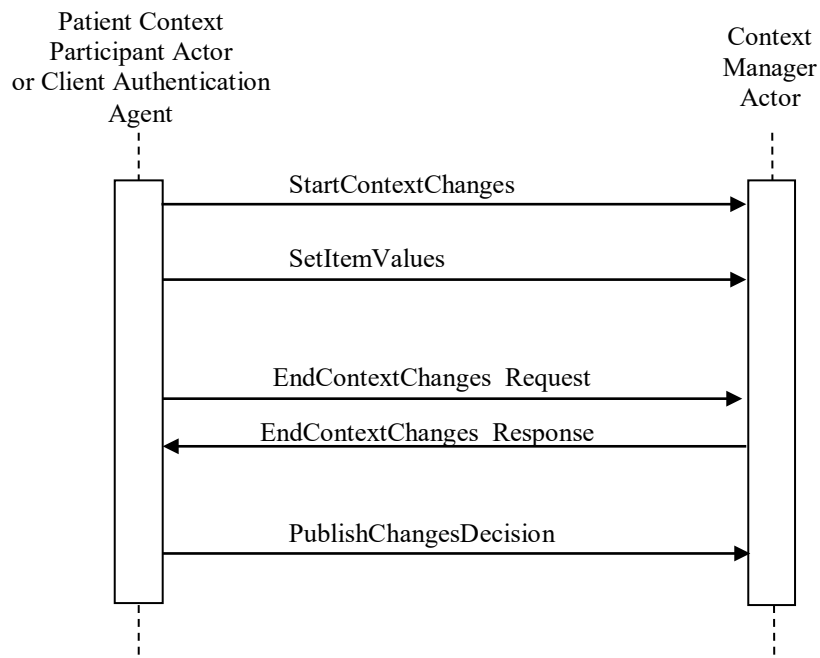 Patient Context
Participant Actor
or Client Authentication
Agent
Context
Manager
Actor
StartContextChanges
SetItemValues
EndContextChanges Request
EndContextChanges Response
PublishChangesDecision